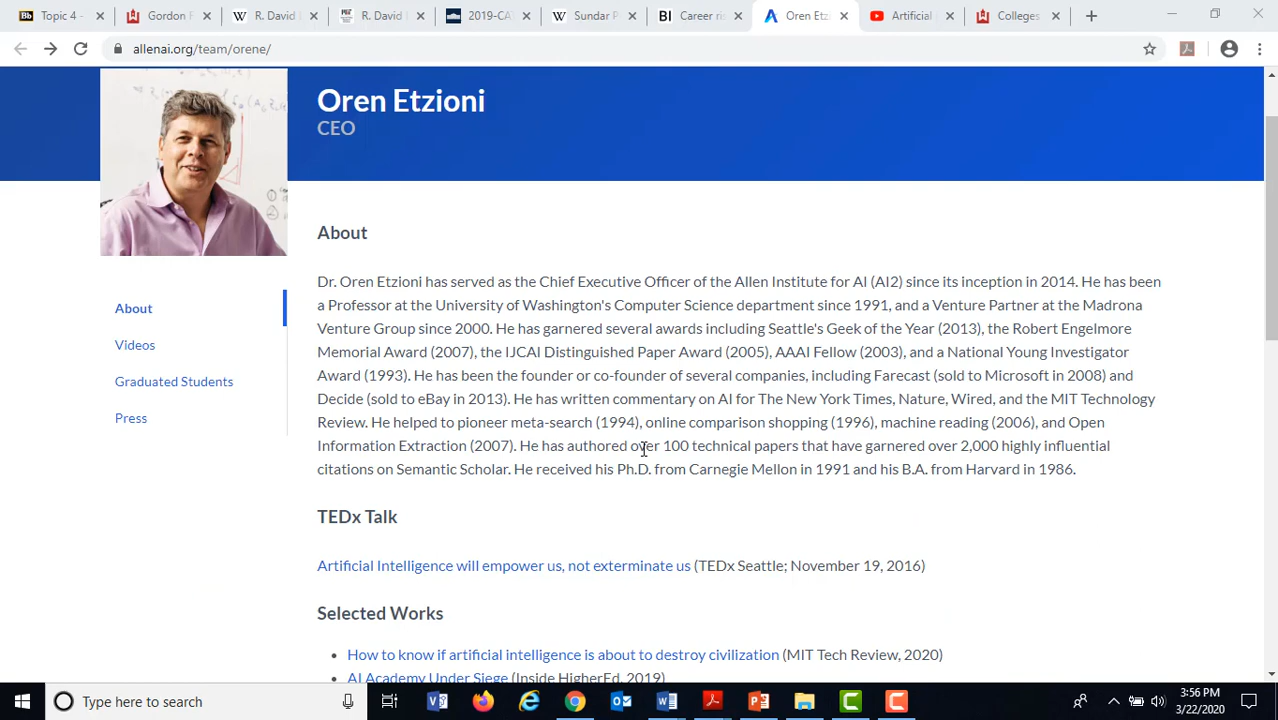 Topic 4 -
Gordon F
R. David
R. David
2019-CA
Sundar P
BI Career ri
Oren Etzi
Artificial
Colleges
allenai.org/team/orene/
Oren Etzioni
CEO
About
Dr. Oren Etzioni has served as the Chief Executive Officer of the Allen Institute for AI (AI2) since its inception in 2014. He has been
a Professor at the University of Washington's Computer Science department since 1991, and a Venture Partner at the Madrona
Venture Group since 2000. He has garnered several awards including Seattle's Geek of the Year (2013), the Robert Engelmore
Memorial Award (2007), the IJCAI Distinguished Paper Award (2005), AAAI Fellow (2003), and a National Young Investigator
Award (1993). He has been the founder or co-founder of several companies, including Farecast (sold to Microsoft in 2008) and
Decide (sold to eBay in 2013). He has written commentary on AI for The New York Times, Nature, Wired, and the MIT Technology
Review. He helped to pioneer meta-search (1994), online comparison shopping (1996), machine reading (2006), and Open
Information Extraction (2007). He has authored over 100 technical papers that have garnered over 2,000 highly influential
citations on Semantic Scholar. He received his Ph.D. from Carnegie Mellon in 1991 and his B.A. from Harvard in 1986.
About
Videos
Graduated Students
Press
TEDx Talk
Artificial Intelligence will empower us, not exterminate us (TEDx Seattle; November 19, 2016)
Selected Works
• How to know if artificial intelligence is about to destroy civilization (MIT Tech Review, 2020)
• AI Academy Under Siege (Inside HigherEd, 2019)
Type here to search
3:56 PM
3/22/2020